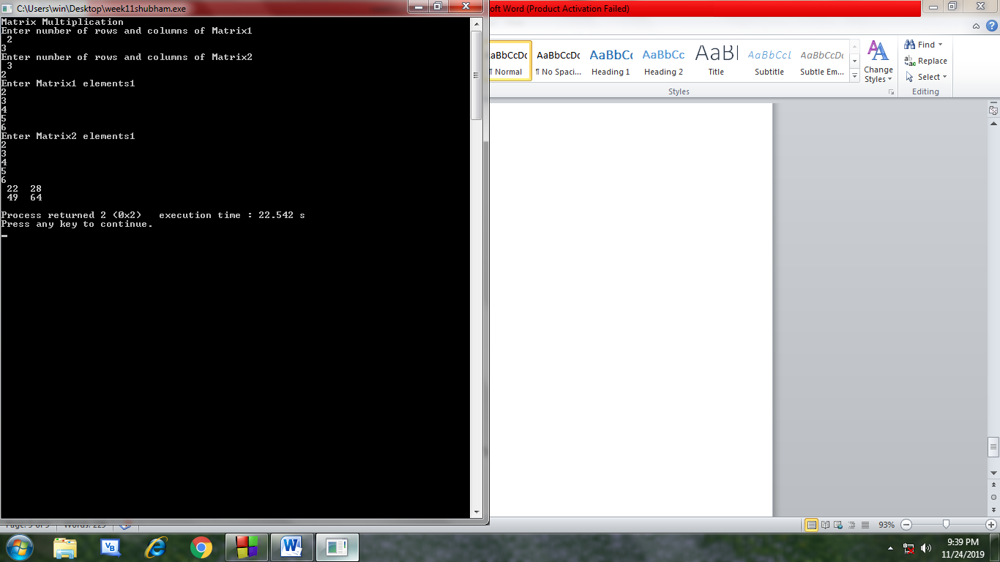 C:\Users\win\Desktop\week11shubham.exe
oft Word (Product Activation Failed)
Matrix Multiplication
Enter number of rows and columns of Matrix1
2
3
Enter number of rows and columns of Matrix2
3
2
Enter Matrix1 elements1
2
3
4
5
6
Enter Matrix2 elements1
2
3
4
5
6
22 28
49 64
Process returned 2 (0x2) execution time : 22.542 s
Press any key to continue.
AaBbCcDc AaBbCcDc AaBbCc AaBbCc AaBl AaBbCcL AaBbCcDc
¶ Normal ¶ No Spaci... Heading 1 Heading 2 Title Subtitle Subtle Em...
Change
Styles
Styles
Find
Replace
Select
Editing
Page: 5 of 5 Words: 223
93%
9:39 PM
11/24/2019